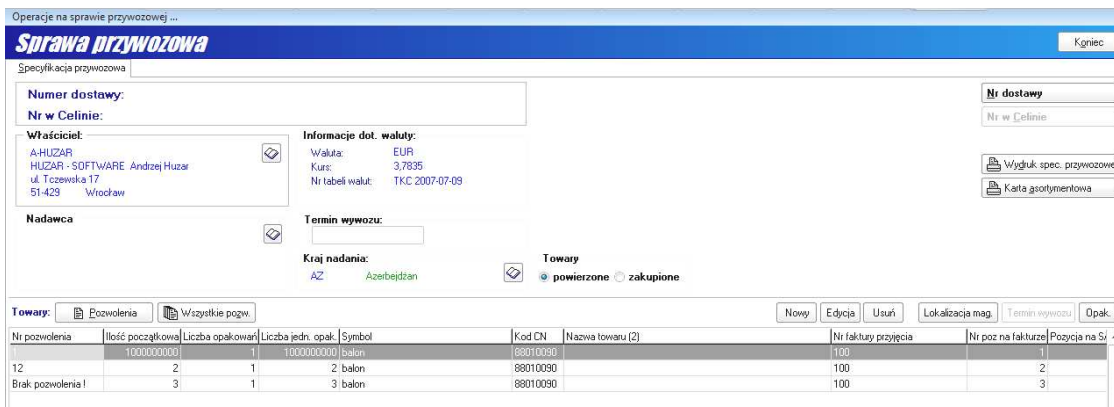 Operacje na sprawie przywozowej ...
Sprawa przywozowa
Koniec
Specyfikacja przywozowa
Numer dostawy:
Nr dostawy
Nr w Celinie:
Nr w Celinie
Właściciel:
A-HUZAR
HUZAR - SOFTWARE Andrzej Huzar
ul. Tczewska 17
51-429 Wrocław
Informacje dot. waluty:
Waluta: EUR
Kurs: 3,7835
Nr tabeli walut: TKC 2007-07-09
Wydruk spec. przywozowe
Karta asortymentowa
Nadawca
Termin wywozu:
Kraj nadania:
AZ Azerbejdżan
Towary
powierzone zakupione
Towary: Pozwolenia Wszystkie pozw. Nowy Edycja Usuń Lokalizacja mag. Termin wywozu Opak.
Nr pozwolenia Ilość początkowa Liczba opakowań Liczba jedn. opak. Symbol Kod CN Nazwa towaru (2) Nr faktury przyjęcia Nr poz na fakturze Pozycja na SA
1 1000000000 1 1000000000 balon 88010090 100 1
12 2 1 2 balon 88010090 100 2
Brak pozwolenia ! 3 1 3 balon 88010090 100 3